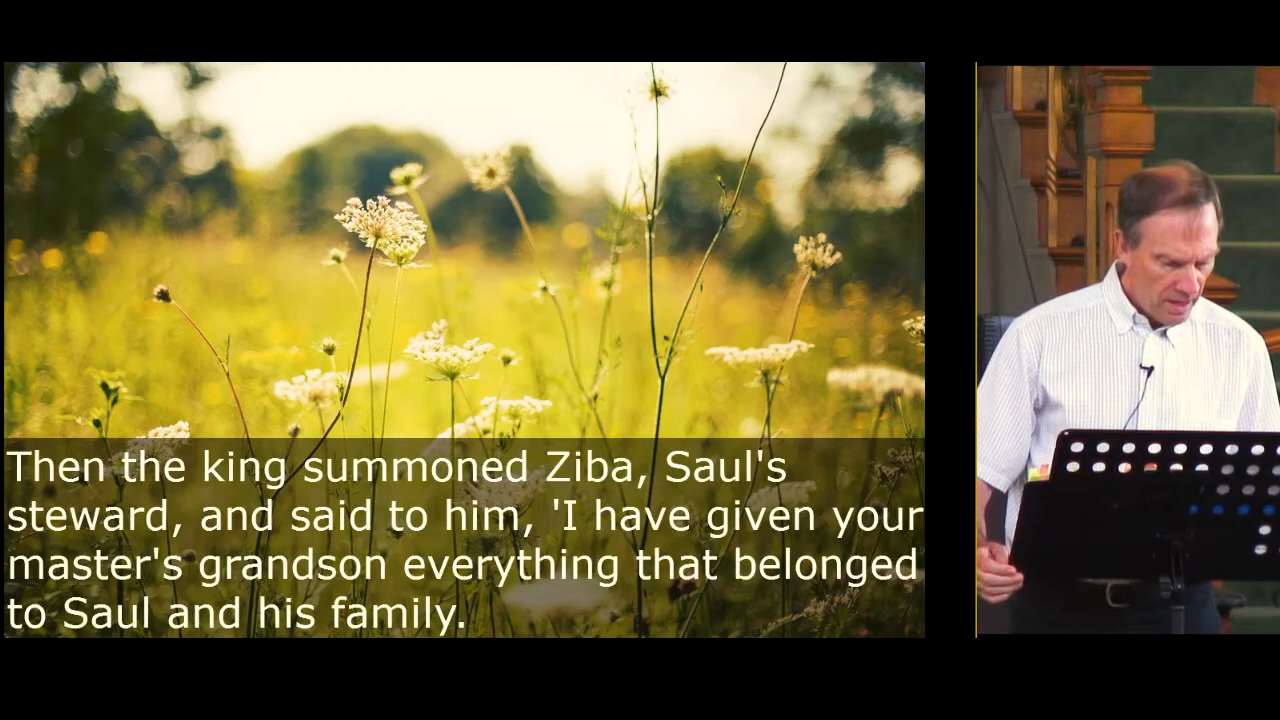 Then the king summoned Ziba, Saul's
steward, and said to him, 'I have given your
master's grandson everything that belonged
to Saul and his family.